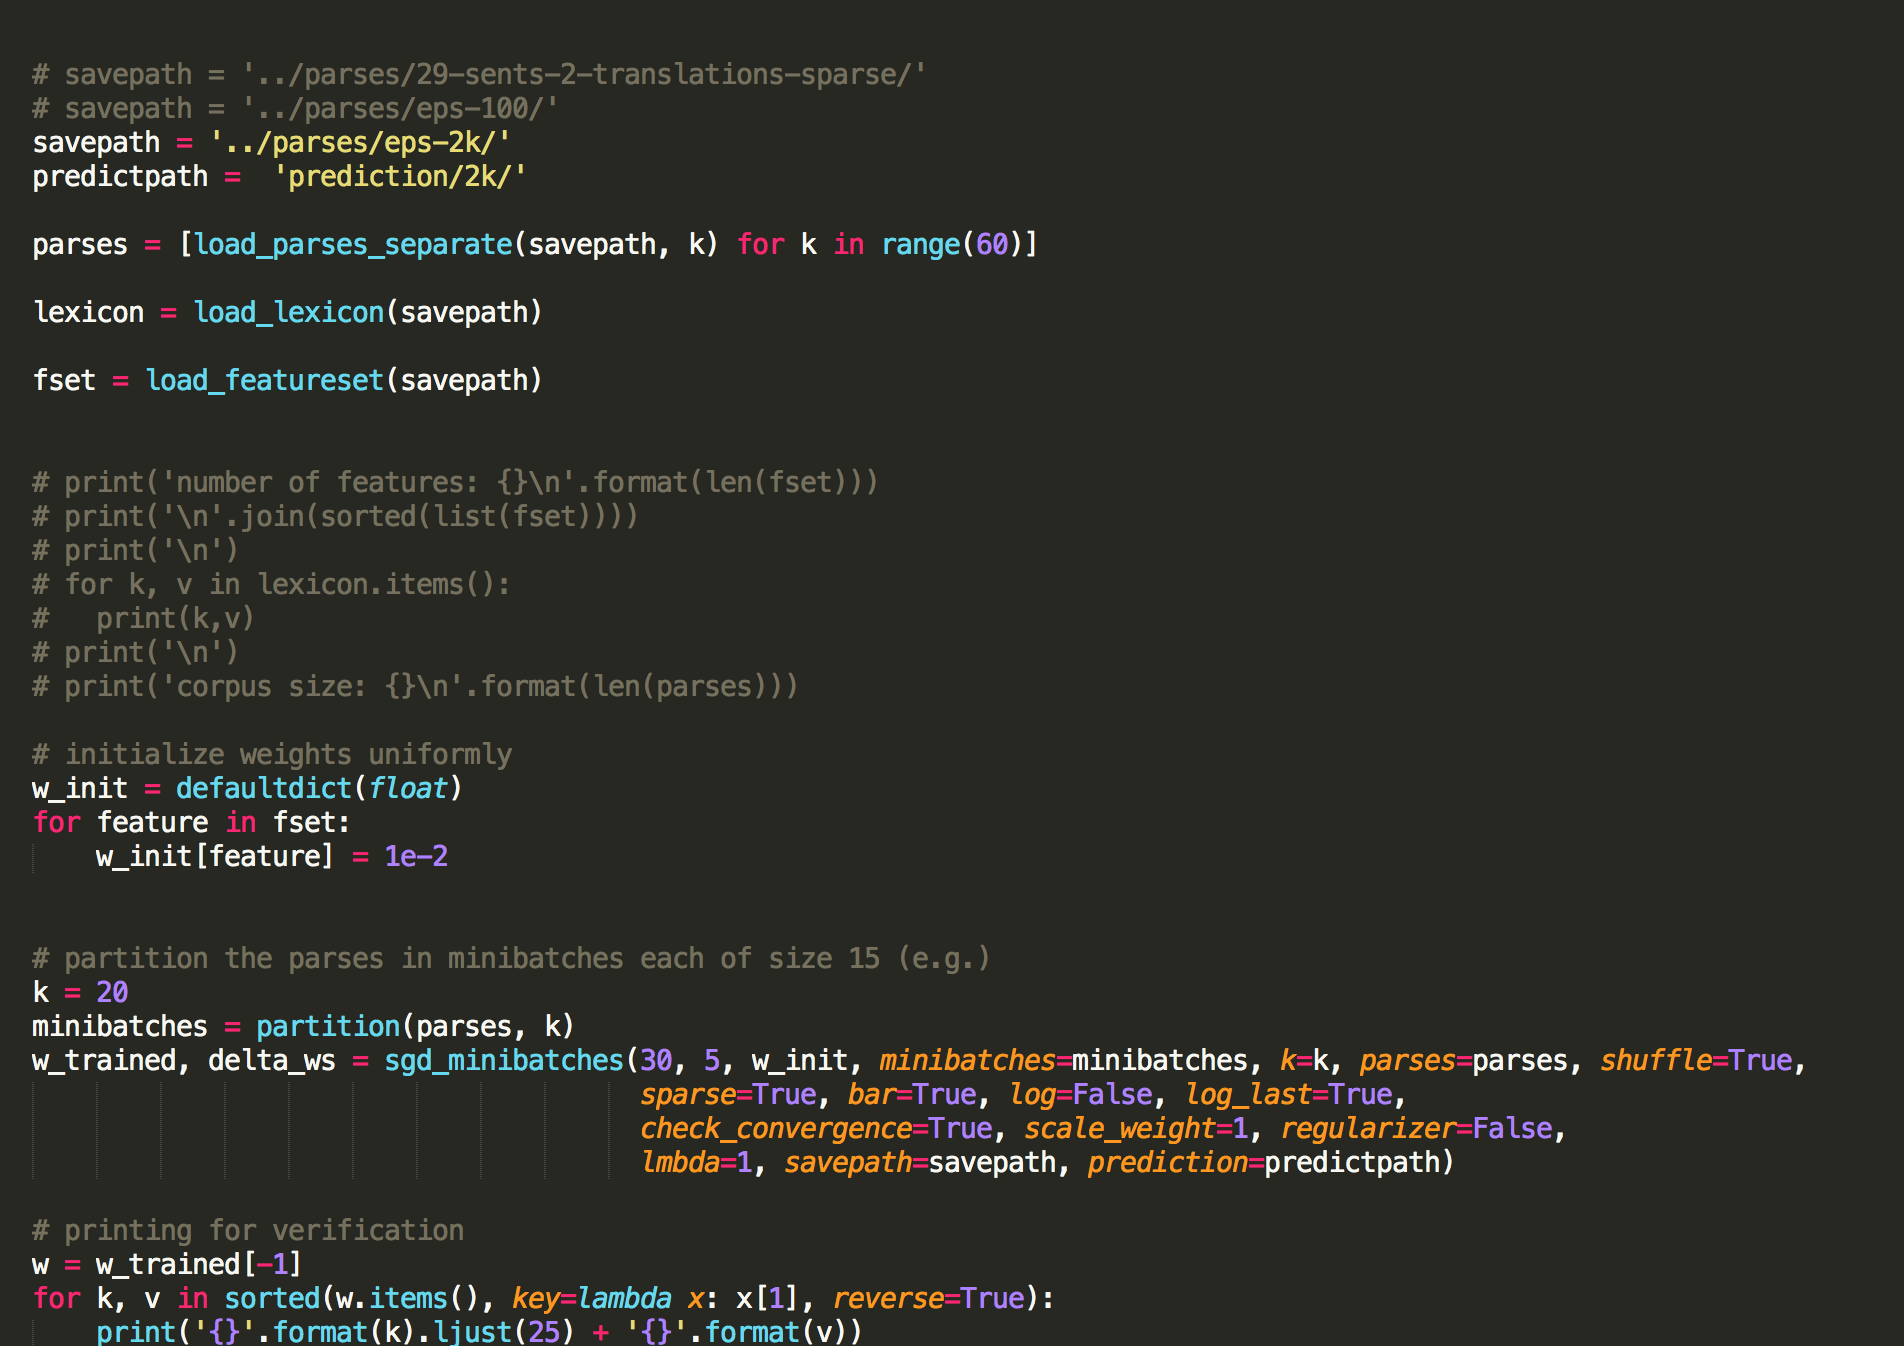 # savepath = '../parses/29-sents-2-translations-sparse/'
# savepath = '../parses/eps-100/'
savepath = '../parses/eps-2k/'
predictpath =  'prediction/2k/'
parses = [load_parses_separate(savepath, k) for k in range(60)]
lexicon = load_lexicon(savepath)
fset = load_featureset(savepath)
# print('number of features: {}\n'.format(len(fset)))
# print('\n'.join(sorted(list(fset))))
# print('\n')
# for k, v in lexicon.items():
#   print(k,v)
# print('\n')
# print('corpus size: {}\n'.format(len(parses)))
# initialize weights uniformly
w_init = defaultdict(float)
for feature in fset:
    w_init[feature] = 1e-2
# partition the parses in minibatches each of size 15 (e.g.)
k = 20
minibatches = partition(parses, k)
w_trained, delta_ws = sgd_minibatches(30, 5, w_init, minibatches=minibatches, k=k, parses=parses, shuffle=True,
                                      sparse=True, bar=True, log=False, log_last=True,
                                      check_convergence=True, scale_weight=1, regularizer=False,
                                      lmbda=1, savepath=savepath, prediction=predictpath)
# printing for verification
w = w_trained[-1]
for k, v in sorted(w.items(), key=lambda x: x[1], reverse=True):
    print('{}'.format(k).ljust(25) + '{}'.format(v))